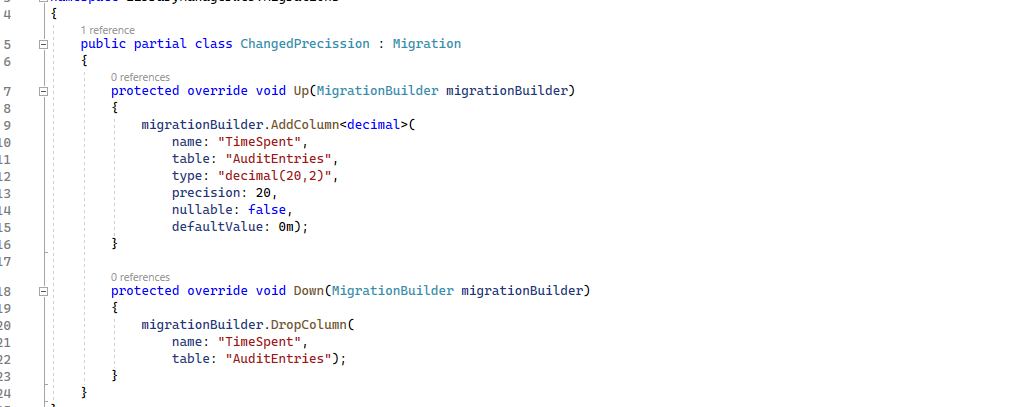 4 {
1 reference
5 public partial class ChangedPrecission : Migration
6 {
0 references
7 protected override void Up(MigrationBuilder migrationBuilder)
8 {
9 migrationBuilder.AddColumn<decimal>(
10 name: "TimeSpent",
11 table: "AuditEntries",
12 type: "decimal(20,2)",
13 precision: 20,
14 nullable: false,
15 defaultValue: 0m);
16 }
17
0 references
18 protected override void Down(MigrationBuilder migrationBuilder)
19 {
20 migrationBuilder.DropColumn(
21 name: "TimeSpent",
22 table: "AuditEntries");
23 }
24 }